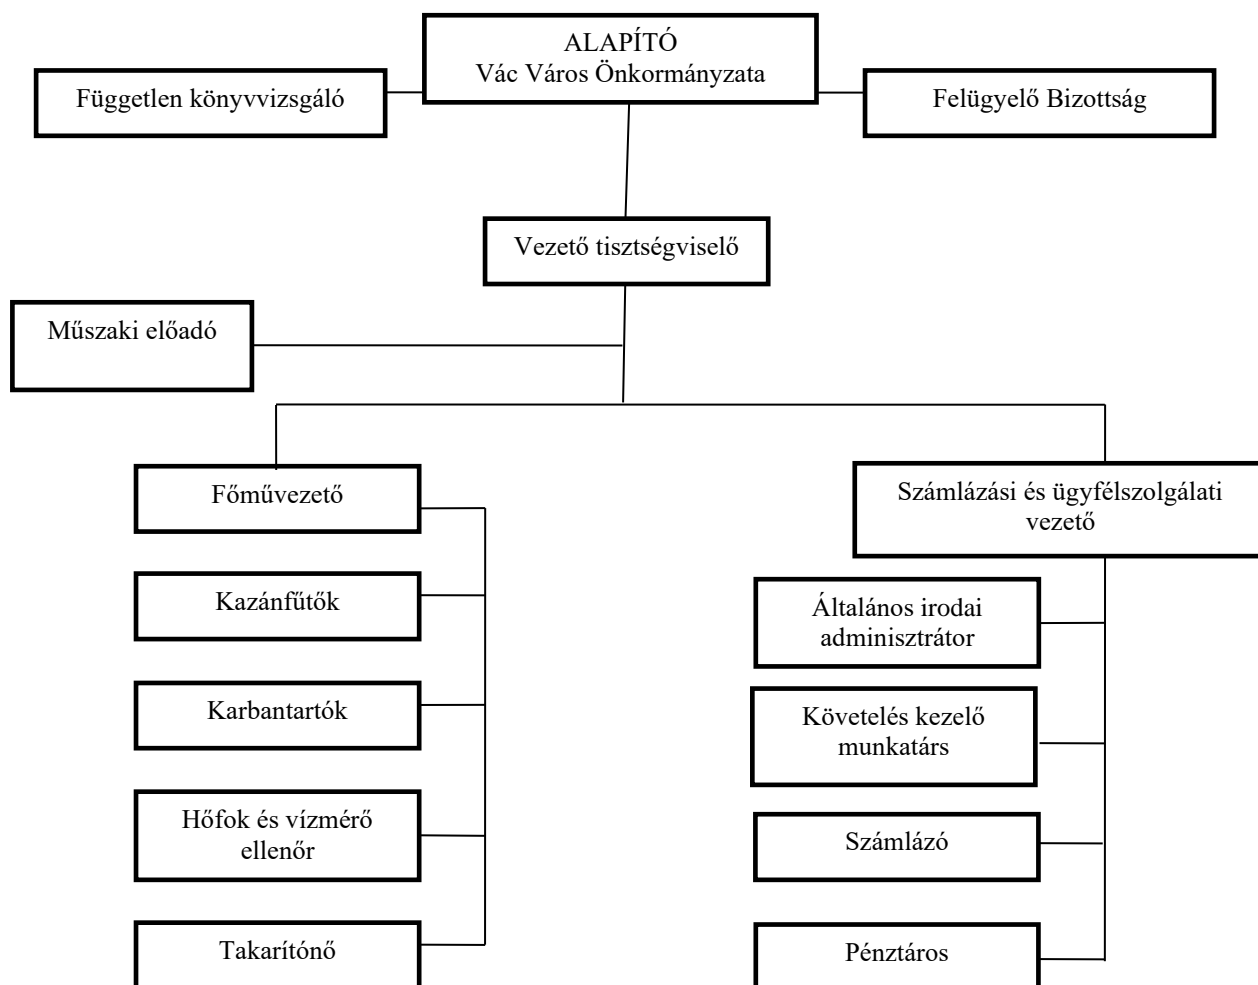 ALAPÍTÓ
Vác Város Önkormányzata
Független könyvvizsgáló
Felügyelő Bizottság
Vezető tisztségviselő
Műszaki előadó
Főművezető
Kazánfűtők
Karbantartók
Hőfok és vízmérő
ellenőr
Takarítónő
Számlázási és ügyfélszolgálati
vezető
Általános irodai
adminisztrátor
Követelés kezelő
munkatárs
Számlázó
Pénztáros